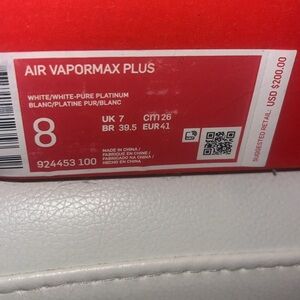 AIR VAPORMAX PLUS
WHITE/WHITE-PURE PLATINUM
BLANC/PLATINE PUR/BLANC
8
UK 7
CM 26
BR 39.5
EUR 41
924453 100
MADE IN CHINA /
FABRIQUÉ EN CHINE /
FABRICADO NA CHINA /
HECHO EN CHINA
SUGGESTED RETAIL: USD $200.00